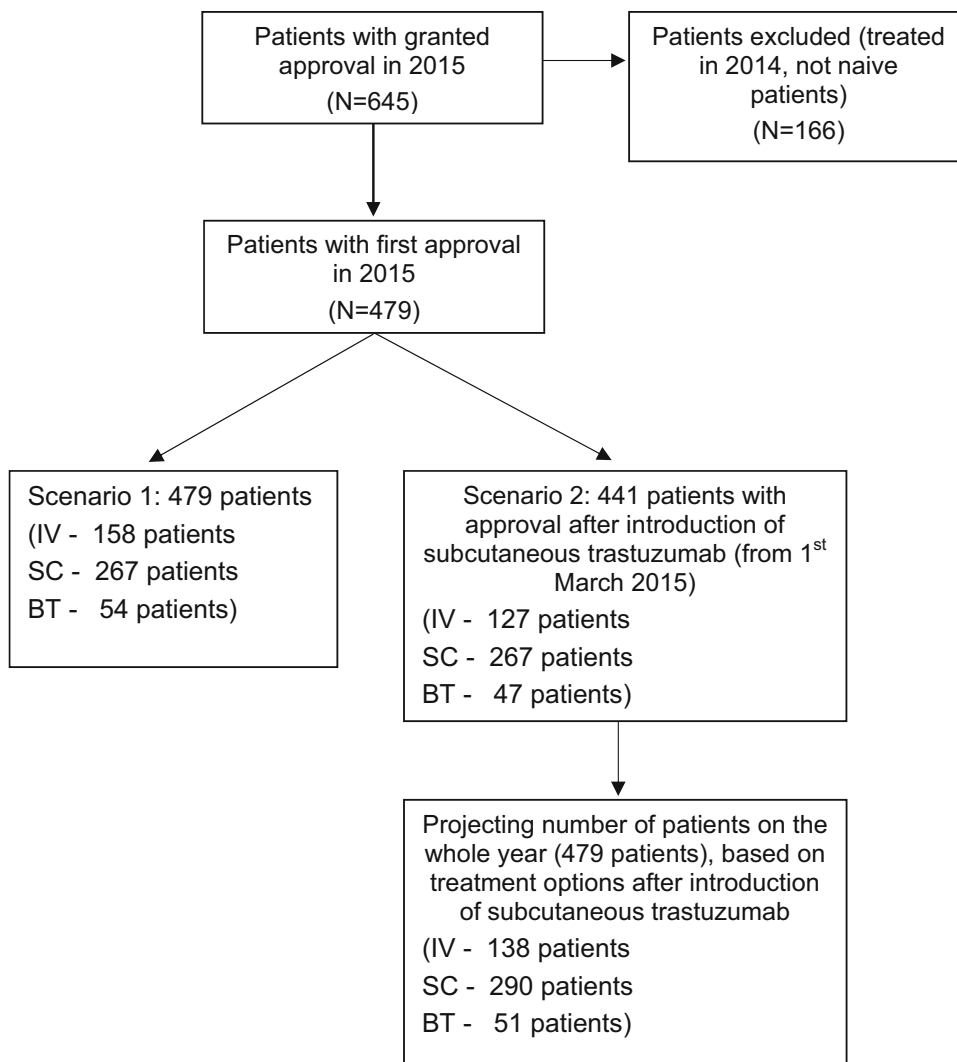 Patients with granted
approval in 2015
(N=645)
Patients excluded (treated
in 2014, not naive
patients)
(N=166)
Patients with first approval
in 2015
(N=479)
Scenario 1: 479 patients
(IV - 158 patients
SC - 267 patients
BT - 54 patients)
Scenario 2: 441 patients with
approval after introduction of
subcutaneous trastuzumab (from 1st
March 2015)
(IV - 127 patients
SC - 267 patients
BT - 47 patients)
Projecting number of patients on the
whole year (479 patients), based on
treatment options after introduction
of subcutaneous trastuzumab
(IV - 138 patients
SC - 290 patients
BT - 51 patients)